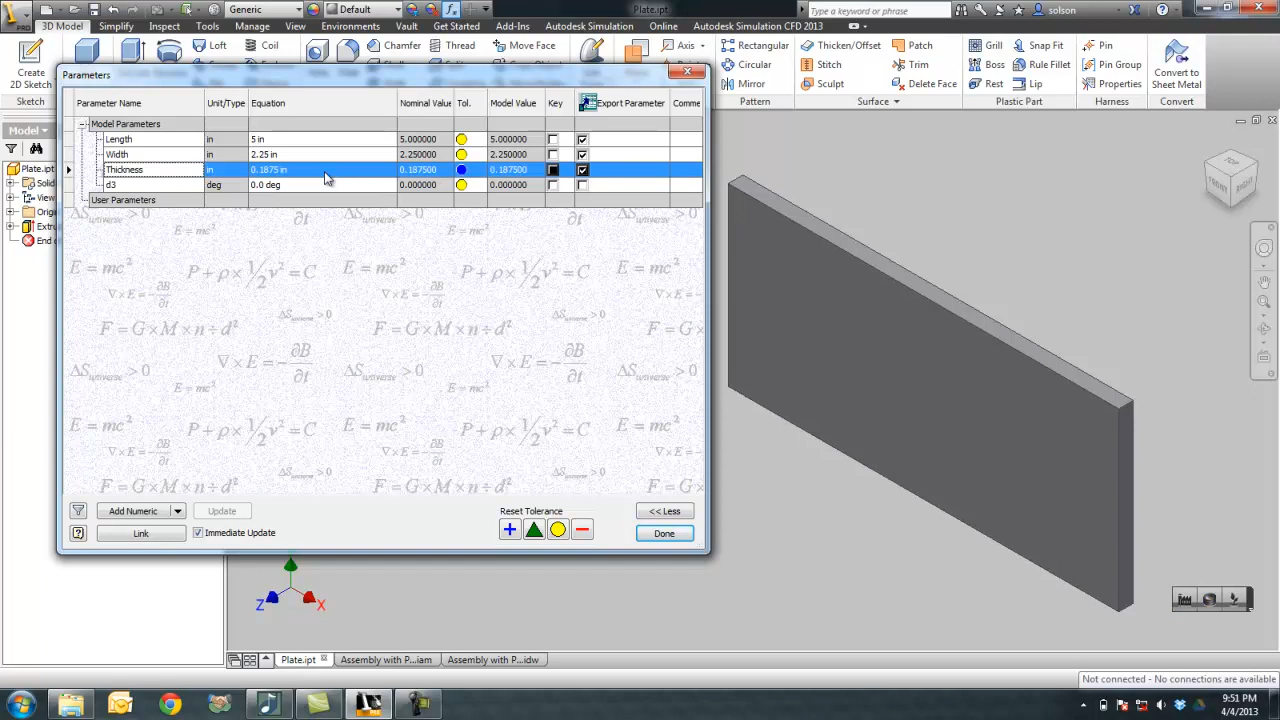 PRO
Generic
Default
Plate.ipt
Type a keyword or phrase
solson
3D Model
Simplify
Inspect
Tools
Manage
View
Environments
Vault
Get Started
Add-Ins
Autodesk Simulation
Online
Autodesk Simulation CFD 2013
Create
2D Sketch
Sketch
Loft
Coil
Chamfer
Thread
Move Face
Axis
Rectangular
Circular
Mirror
Pattern
Thicken/Offset
Stitch
Sculpt
Patch
Trim
Delete Face
Surface
Grill
Boss
Rest
Snap Fit
Rule Fillet
Lip
Plastic Part
Pin
Pin Group
Properties
Harness
Convert to
Sheet Metal
Convert
Model
Plate.ipt
Solid
View
Origi
Extru
End o
Parameters
Parameter Name Unit/Type Equation Nominal Value Tol. Model Value Key Export Parameter Comme
Model Parameters
Length in 5 in 5.000000 5.000000
Width in 2.25 in 2.250000 2.250000
Thickness in 0.1875 in 0.187500 0.187500
d3 deg 0.0 deg 0.000000 0.000000
User Parameters
Add Numeric
Update
Link
Immediate Update
Reset Tolerance
<< Less
Done
FRONT
RIGHT
Z
X
Plate.ipt
Assembly with P...iam
Assembly with P...idw
Not connected - No connections are available
9:51 PM
4/4/2013